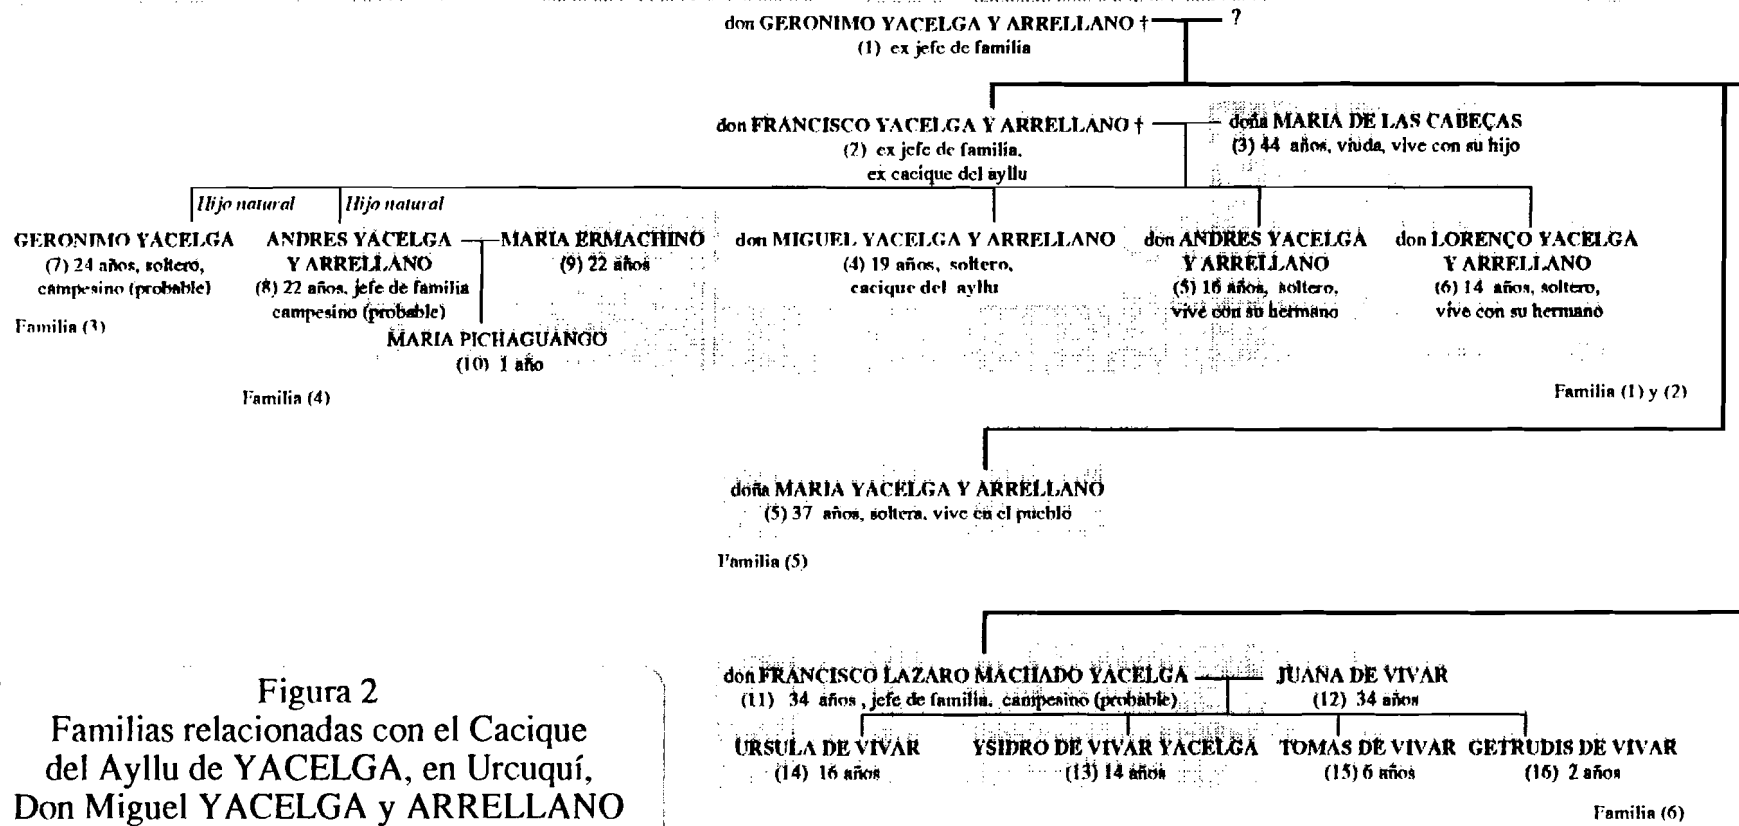 don GERONIMO YACELGA Y ARRELLANO † ?
(1) ex jefe de familia
don FRANCISCO YACELGA Y ARRELLANO †
(2) ex jefe de familia,
ex cacique del ayllu
doña MARIA DE LAS CABEÇAS
(3) 44 años, viuda, vive con su hijo
Hijo natural
Hijo natural
GERONIMO YACELGA
(7) 24 años, soltero,
campesino (probable)
Familia (3)
ANDRES YACELGA
Y ARRELLANO
(8) 22 años, jefe de familia
campesino (probable)
MARIA ERMACHINO
(9) 22 años
MARIA PICHAGUANGO
(10) 1 año
Familia (4)
don MIGUEL YACELGA Y ARRELLANO
(4) 19 años, soltero,
cacique del ayllu
don ANDRES YACELGA
Y ARRELLANO
(5) 16 años, soltero,
vive con su hermano
don LORENÇO YACELGA
Y ARRELLANO
(6) 14 años, soltero,
vive con su hermano
Familia (1) y (2)
doña MARIA YACELGA Y ARRELLANO
(5) 37 años, soltera, vive en el pueblo
Familia (5)
don FRANCISCO LAZARO MACHADO YACELGA
(11) 34 años , jefe de familia, campesino (probable)
JUANA DE VIVAR
(12) 34 años
URSULA DE VIVAR
(14) 16 años
YSIDRO DE VIVAR YACELGA
(13) 14 años
TOMAS DE VIVAR
(15) 6 años
GETRUDIS DE VIVAR
(16) 2 años
Familia (6)
Figura 2
Familias relacionadas con el Cacique
del Ayllu de YACELGA, en Urcuquí,
Don Miguel YACELGA y ARRELLANO